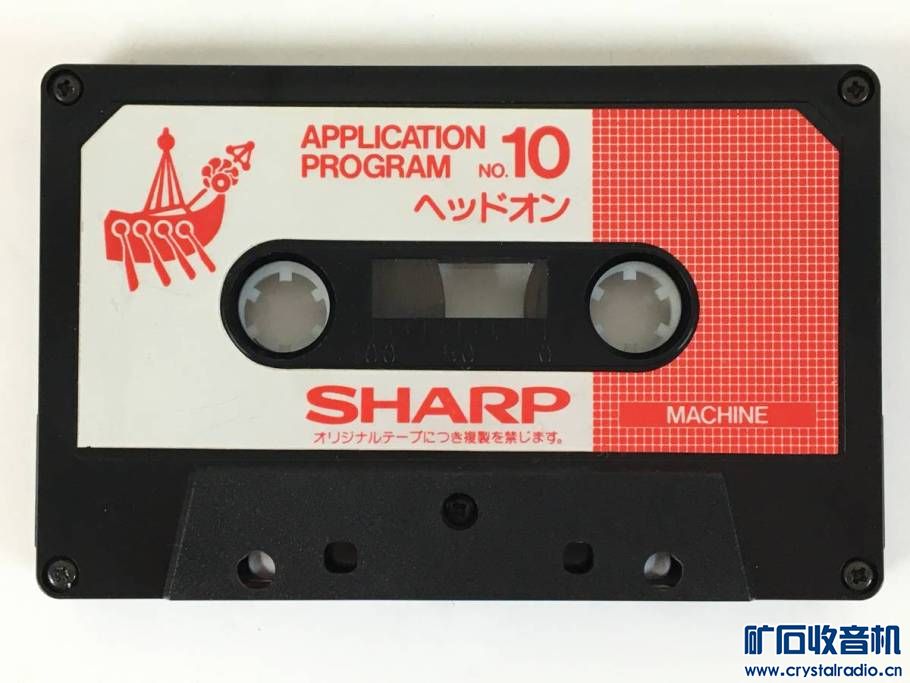 APPLICATION
PROGRAM NO.10
ヘッドオン
SHARP
オリジナルテープにつき複製を禁じます。
MACHINE
矿石收音机
www.crystalradio.cn